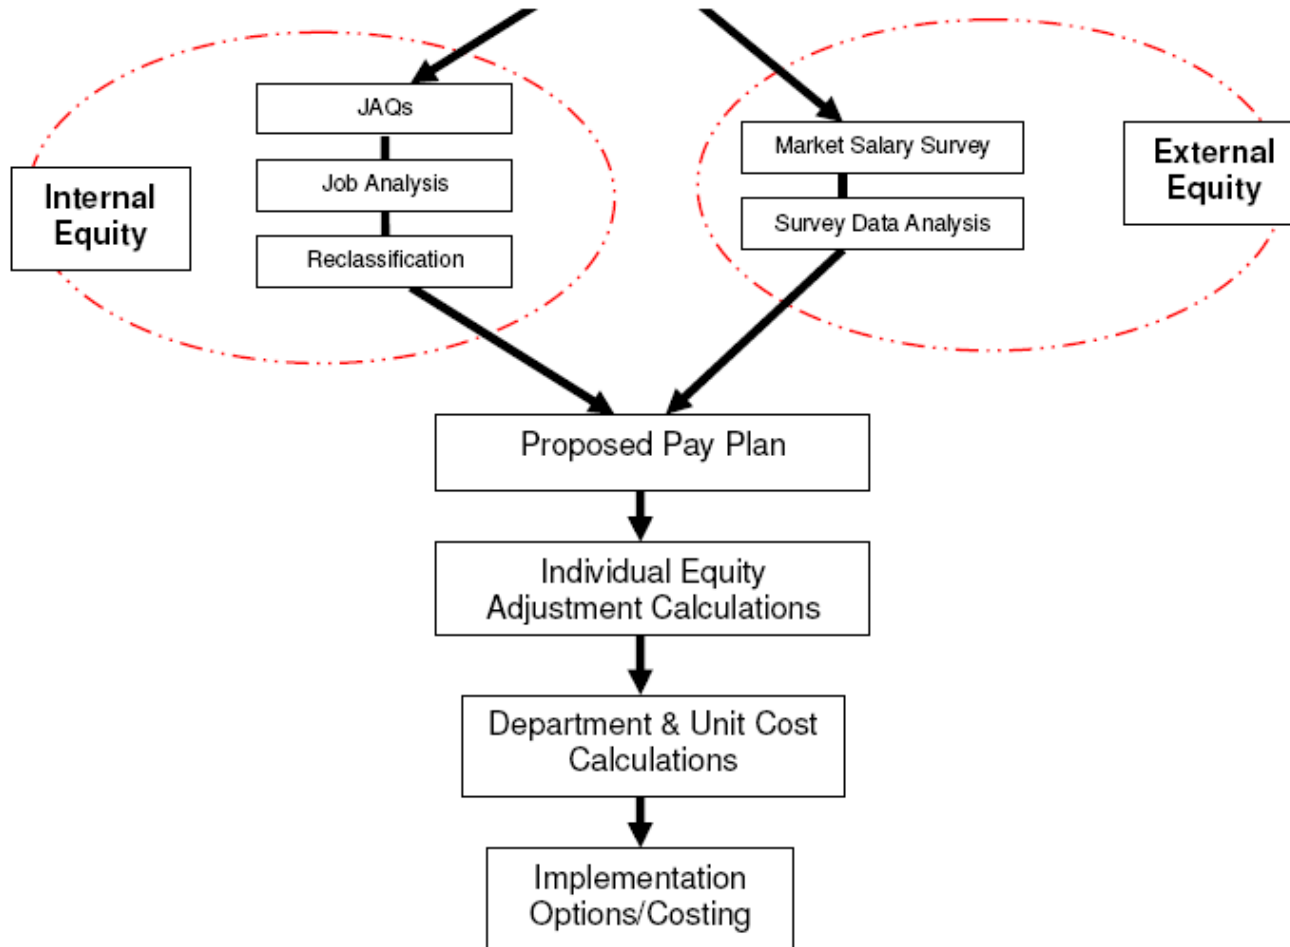 JAQs
Job Analysis
Reclassification
Internal
Equity
Market Salary Survey
Survey Data Analysis
External
Equity
Proposed Pay Plan
Individual Equity
Adjustment Calculations
Department & Unit Cost
Calculations
Implementation
Options/Costing